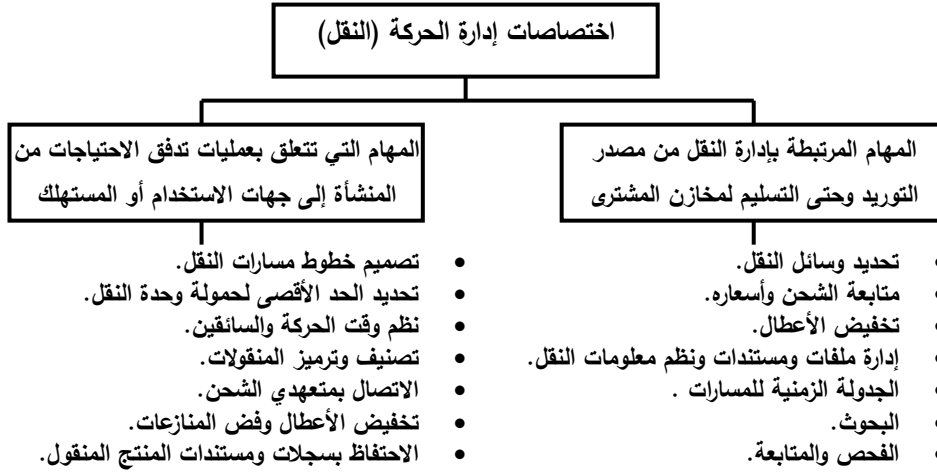 اختصاصات إدارة الحركة (النقل)
المهام المرتبطة بإدارة النقل من مصدر
التوريد وحتى التسليم لمخازن المشترى
• تحديد وسائل النقل.
• متابعة الشحن وأسعاره.
• تخفيض الأعطال.
• إدارة ملفات ومستندات ونظم معلومات النقل.
• الجدولة الزمنية للمسارات .
• البحوث.
• الفحص والمتابعة.
المهام التي تتعلق بعمليات تدفق الاحتياجات من
المنشأة إلى جهات الاستخدام أو المستهلك
• تصميم خطوط مسارات النقل.
• تحديد الحد الأقصى لحمولة وحدة النقل.
• نظم وقت الحركة والسائقين.
• تصنيف وترميز المنقولات.
• الاتصال بمتعهدي الشحن.
• تخفيض الأعطال وفض المنازعات.
• الاحتفاظ بسجلات ومستندات المنتج المنقول.